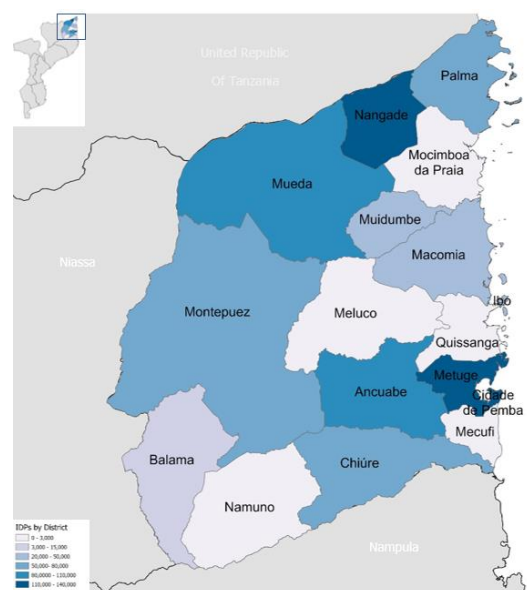 United Republic
Of Tanzania
Palma
Nangade
Mocimboa
da Praia
Mueda
Muidumbe
Macomia
Niassa
Montepuez
Meluco
Ibo
Quissanga
Metuge
Ancuabe
Cidade
de Pemba
Mecufi
Balama
Chiúre
Namuno
Nampula
IDPs by District
0 - 3,000
3,000 - 15,000
20,000 - 50,000
50,000- 80,000
80,0000 - 110,000
110,000 - 140,000